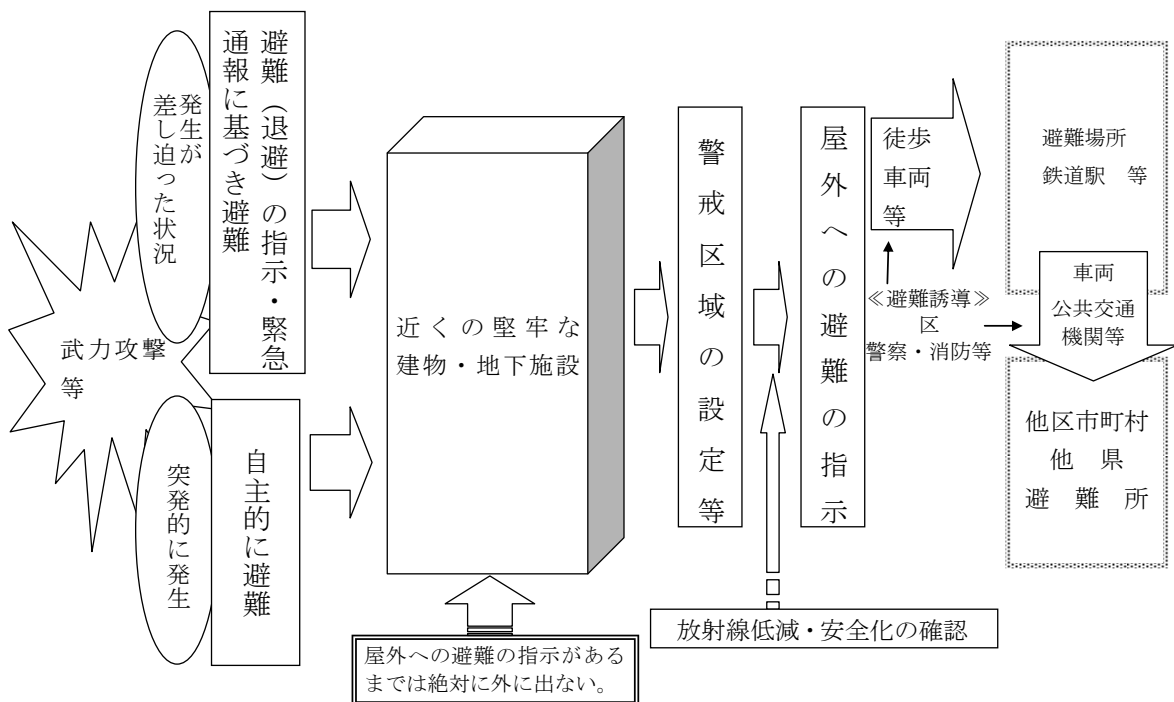 武力攻撃
等
発生が
差し迫った状況
避難（退避）の指示・緊急
通報に基づき避難
突発的に発生
自主的に避難
近くの堅牢な
建物・地下施設
屋外への避難の指示がある
までは絶対に外に出ない。
警戒区域の設定等
放射線低減・安全化の確認
屋外への避難の指示
徒歩
車両
等
≪避難誘導≫
区
警察・消防等
避難場所
鉄道駅　等
車両
公共交通
機関等
他区市町村
他　県
避　難　所